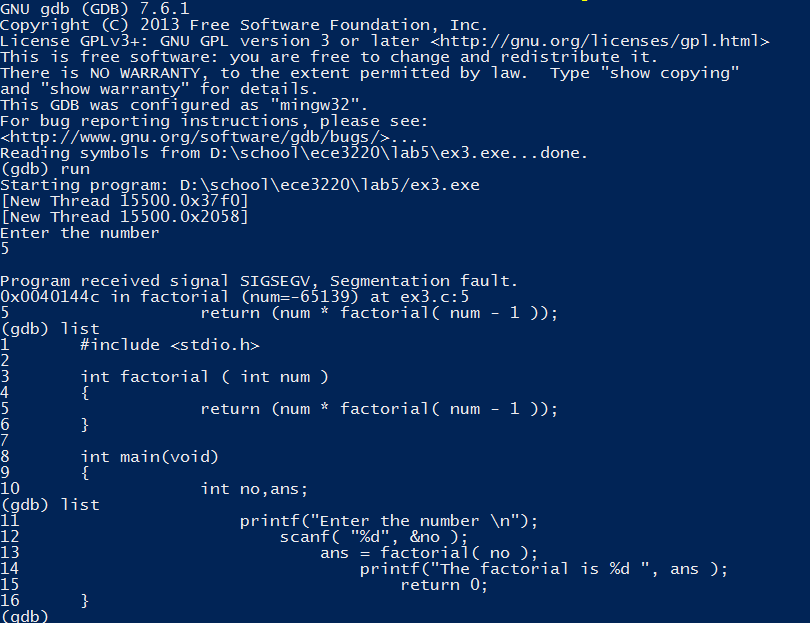 GNU gdb (GDB) 7.6.1
Copyright (C) 2013 Free Software Foundation, Inc.
License GPLv3+: GNU GPL version 3 or later <http://gnu.org/licenses/gpl.html>
This is free software: you are free to change and redistribute it.
There is NO WARRANTY, to the extent permitted by law.  Type "show copying"
and "show warranty" for details.
This GDB was configured as "mingw32".
For bug reporting instructions, please see:
<http://www.gnu.org/software/gdb/bugs/>...
Reading symbols from D:\school\ece3220\lab5\ex3.exe...done.
(gdb) run
Starting program: D:\school\ece3220\lab5/ex3.exe
[New Thread 15500.0x37f0]
[New Thread 15500.0x2058]
Enter the number
5
Program received signal SIGSEGV, Segmentation fault.
0x0040144c in factorial (num=-65139) at ex3.c:5
5                   return (num * factorial( num - 1 ));
(gdb) list
1       #include <stdio.h>
2
3       int factorial ( int num )
4       {
5                   return (num * factorial( num - 1 ));
6       }
7
8       int main(void)
9       {
10                  int no,ans;
(gdb) list
11                      printf("Enter the number \n");
12                          scanf( "%d", &no );
13                              ans = factorial( no );
14                                  printf("The factorial is %d ", ans );
15                                      return 0;
16      }
(gdb)